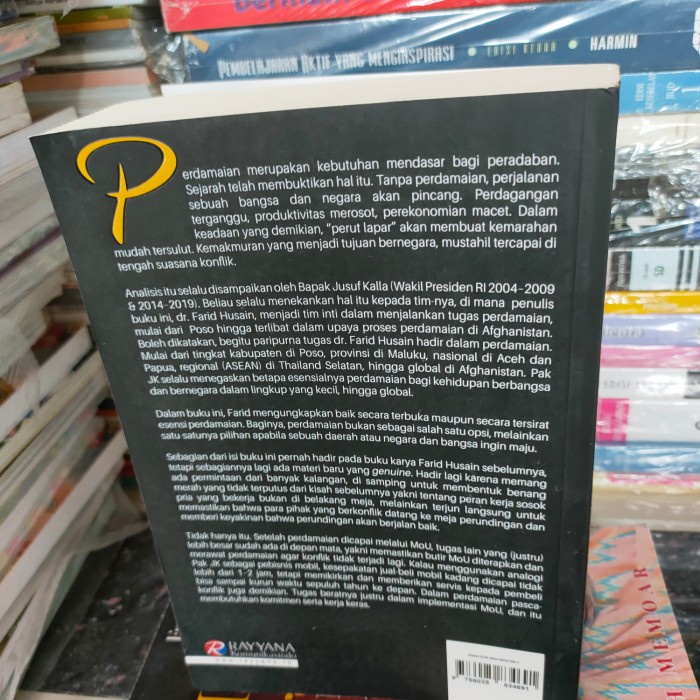 PEMBELAJARAN AKTIF YANG MENGINSPIRASI • EDISI KEDUA • HARMIN
Perdamaian merupakan kebutuhan mendasar bagi peradaban.
Sejarah telah membuktikan hal itu. Tanpa perdamaian, perjalanan
sebuah bangsa dan negara akan pincang. Perdagangan
terganggu, produktivitas merosot, perekonomian macet. Dalam
keadaan yang demikian, “perut lapar” akan membuat kemarahan
mudah tersulut. Kemakmuran yang menjadi tujuan bernegara, mustahil tercapai di
tengah suasana konflik.
Analisis itu selalu disampaikan oleh Bapak Jusuf Kalla (Wakil Presiden RI 2004-2009
& 2014-2019). Beliau selalu menekankan hal itu kepada tim-nya, di mana penulis
buku ini, dr. Farid Husain, menjadi tim inti dalam menjalankan tugas perdamaian,
mulai dari Poso hingga terlibat dalam upaya proses perdamaian di Afghanistan.
Boleh dikatakan, begitu paripurna tugas dr. Farid Husain hadir dalam perdamaian.
Mulai dari tingkat kabupaten di Poso, provinsi di Maluku, nasional di Aceh dan
Papua, regional (ASEAN) di Thailand Selatan, hingga global di Afghanistan. Pak
JK selalu menegaskan betapa esensialnya perdamaian bagi kehidupan berbangsa
dan bernegara dalam lingkup yang kecil, hingga global.
Dalam buku ini, Farid mengungkapkan baik secara terbuka maupun secara tersirat
esensi perdamaian. Baginya, perdamaian bukan sebagai salah satu opsi, melainkan
satu satunya pilihan apabila sebuah daerah atau negara dan bangsa ingin maju.
Sebagian dari isi buku ini pernah hadir pada buku karya Farid Husain sebelumnya,
tetapi sebagiannya lagi ada materi baru yang genuine. Hadir lagi karena memang
ada permintaan dari banyak kalangan, di samping untuk membentuk benang
merah yang tidak terputus dari kisah sebelumnya yakni tentang peran kerja sosok
pria yang bekerja bukan di belakang meja, melainkan terjun langsung untuk
memastikan bahwa para pihak yang berkonflik datang ke meja perundingan dan
memberi keyakinan bahwa perundingan akan berjalan baik.
Tidak hanya itu. Setelah perdamaian dicapai melalui MoU, tugas lain yang (justru)
lebih besar sudah ada di depan mata, yakni memastikan butir MoU diterapkan dan
merawat perdamaian agar konflik tidak terjadi lagi. Kalau menggunakan analogi
Pak JK sebagai pebisnis mobil, kesepakatan jual-beli mobil kadang dicapai tidak
lebih dari 1-2 jam, tetapi memikirkan dan memberikan servis kepada pembeli
bisa sampai kurun waktu sepuluh tahun ke depan. Dalam perdamaian pasca-
konflik juga demikian. Tugas beratnya justru dalam implementasi MoU, dan itu
membutuhkan komitmen serta kerja keras.
RAYYANA
Komunikasindo
MEMOAR